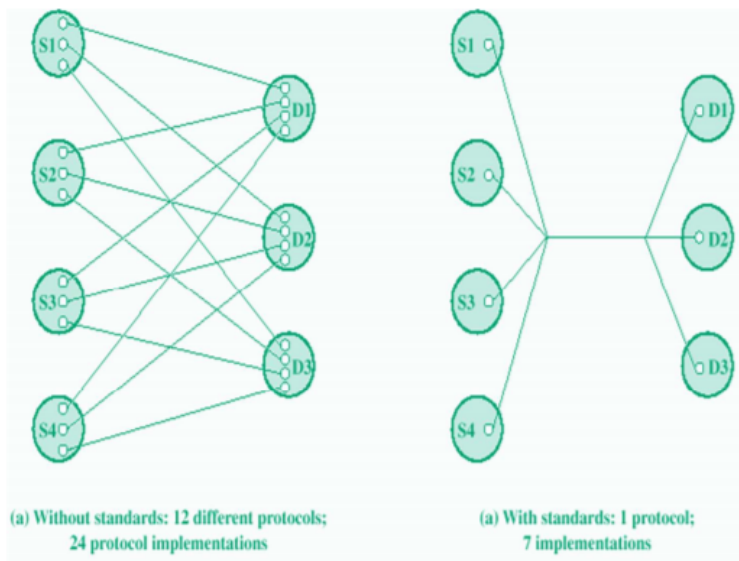 S1
S2
S3
S4
D1
D2
D3
(a) Without standards: 12 different protocols;
24 protocol implementations
S1
S2
S3
S4
D1
D2
D3
(a) With standards: 1 protocol;
7 implementations